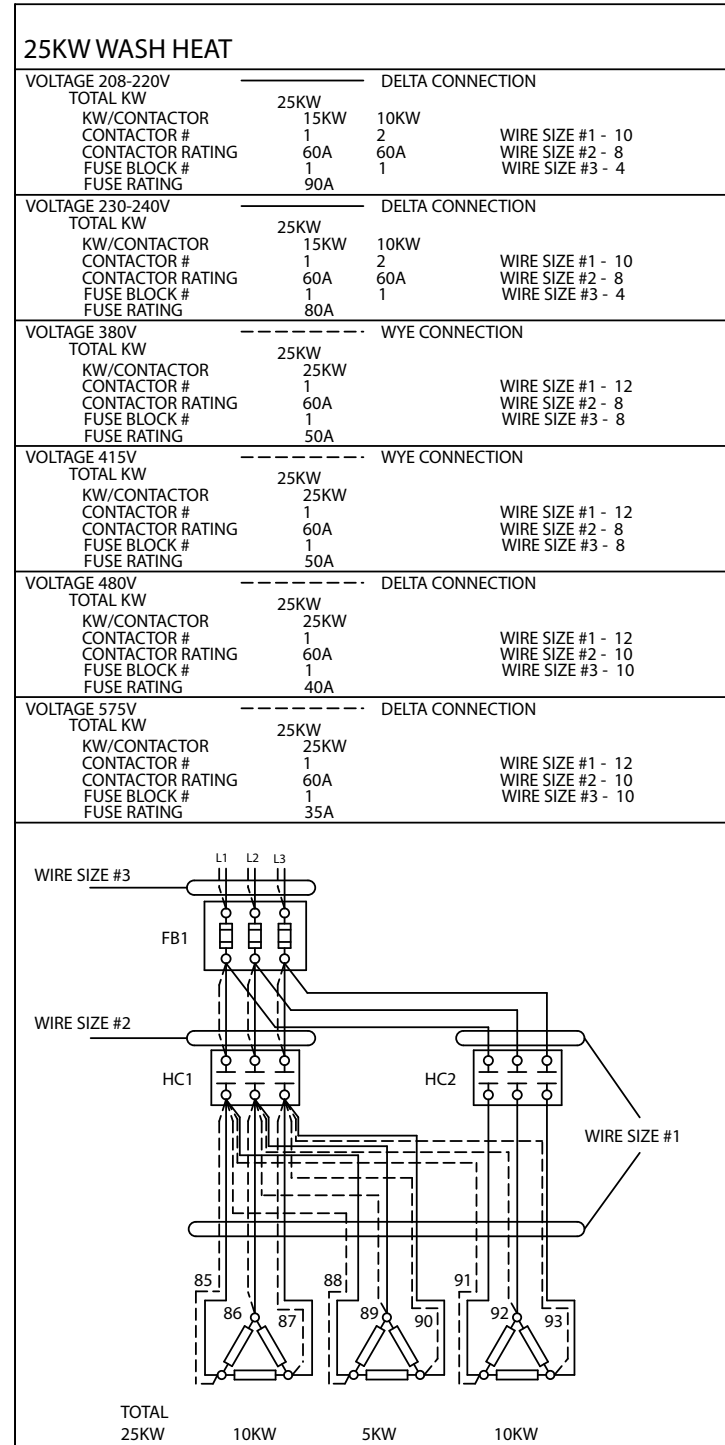 25KW WASH HEAT
VOLTAGE 208-220V DELTA CONNECTION
TOTAL KW 25KW
KW/CONTACTOR 15KW 10KW
CONTACTOR # 1 2 WIRE SIZE #1 - 10
CONTACTOR RATING 60A 60A WIRE SIZE #2 - 8
FUSE BLOCK # 1 1 WIRE SIZE #3 - 4
FUSE RATING 90A
VOLTAGE 230-240V DELTA CONNECTION
TOTAL KW 25KW
KW/CONTACTOR 15KW 10KW
CONTACTOR # 1 2 WIRE SIZE #1 - 10
CONTACTOR RATING 60A 60A WIRE SIZE #2 - 8
FUSE BLOCK # 1 1 WIRE SIZE #3 - 4
FUSE RATING 80A
VOLTAGE 380V WYE CONNECTION
TOTAL KW 25KW
KW/CONTACTOR 25KW
CONTACTOR # 1 WIRE SIZE #1 - 12
CONTACTOR RATING 60A WIRE SIZE #2 - 8
FUSE BLOCK # 1 WIRE SIZE #3 - 8
FUSE RATING 50A
VOLTAGE 415V WYE CONNECTION
TOTAL KW 25KW
KW/CONTACTOR 25KW
CONTACTOR # 1 WIRE SIZE #1 - 12
CONTACTOR RATING 60A WIRE SIZE #2 - 8
FUSE BLOCK # 1 WIRE SIZE #3 - 8
FUSE RATING 50A
VOLTAGE 480V DELTA CONNECTION
TOTAL KW 25KW
KW/CONTACTOR 25KW
CONTACTOR # 1 WIRE SIZE #1 - 12
CONTACTOR RATING 60A WIRE SIZE #2 - 10
FUSE BLOCK # 1 WIRE SIZE #3 - 10
FUSE RATING 40A
VOLTAGE 575V DELTA CONNECTION
TOTAL KW 25KW
KW/CONTACTOR 25KW
CONTACTOR # 1 WIRE SIZE #1 - 12
CONTACTOR RATING 60A WIRE SIZE #2 - 10
FUSE BLOCK # 1 WIRE SIZE #3 - 10
FUSE RATING 35A
L1 L2 L3
WIRE SIZE #3
FB1
WIRE SIZE #2
HC1 HC2
WIRE SIZE #1
85 88 91
86 87 89 90 92 93
TOTAL
25KW 10KW 5KW 10KW